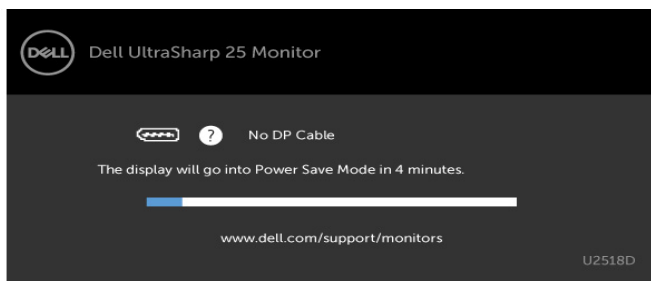 DELL Dell UltraSharp 25 Monitor
? No DP Cable
The display will go into Power Save Mode in 4 minutes.
www.dell.com/support/monitors
U2518D